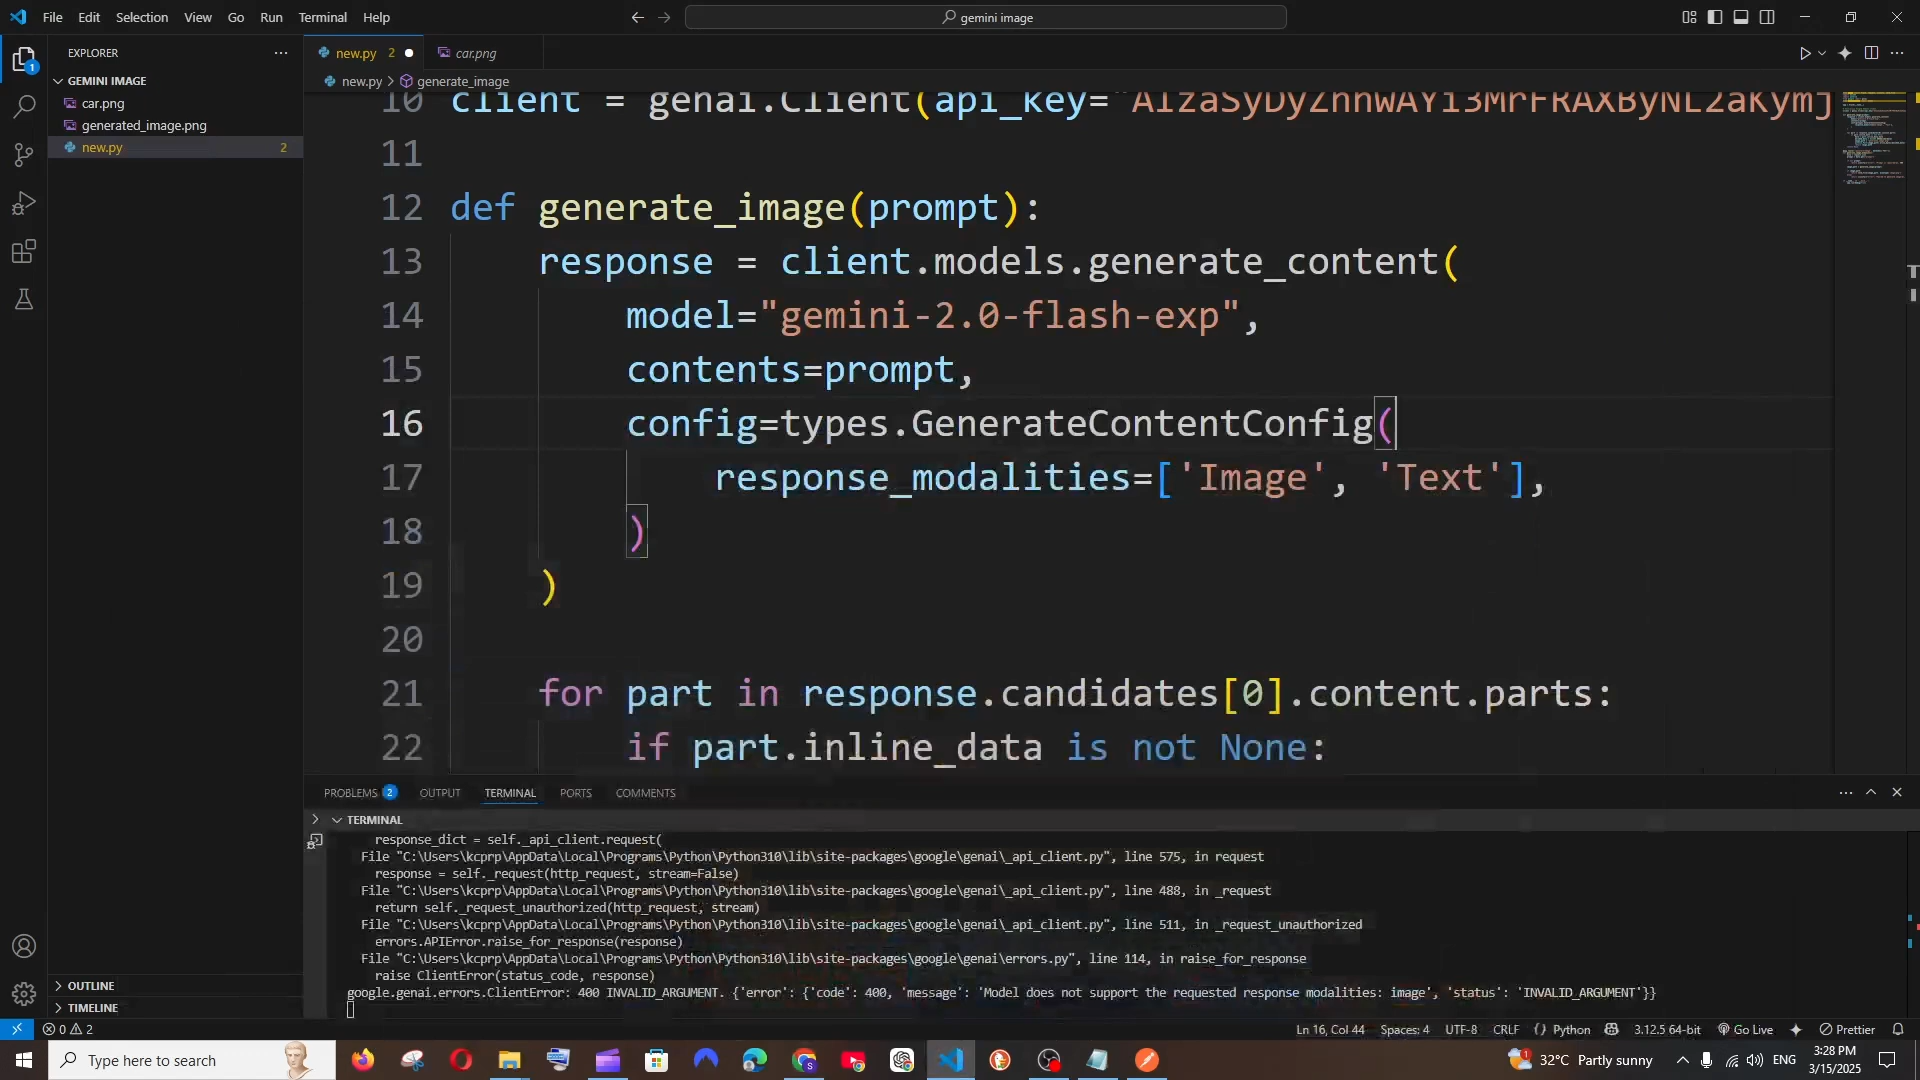 File Edit Selection View Go Run Terminal Help
gemini image
EXPLORER
GEMINI IMAGE
car.png
generated_image.png
new.py 2
OUTLINE
TIMELINE
new.py 2
car.png
new.py > generate_image
10 client = genai.Client(api_key="
11
12 def generate_image(prompt):
13 response = client.models.generate_content(
14 model="gemini-2.0-flash-exp",
15 contents=prompt,
16 config=types.GenerateContentConfig(
17 response_modalities=['Image', 'Text'],
18 )
19 )
20
21 for part in response.candidates[0].content.parts:
22 if part.inline_data is not None:
PROBLEMS 2 OUTPUT TERMINAL PORTS COMMENTS
TERMINAL
response_dict = self._api_client.request(
File "C:\Users\kcprp\AppData\Local\Programs\Python\Python310\lib\site-packages\google\genai\_api_client.py", line 575, in request
response = self._request(http_request, stream=False)
File "C:\Users\kcprp\AppData\Local\Programs\Python\Python310\lib\site-packages\google\genai\_api_client.py", line 488, in _request
return self._request_unauthorized(http_request, stream)
File "C:\Users\kcprp\AppData\Local\Programs\Python\Python310\lib\site-packages\google\genai\_api_client.py", line 511, in _request_unauthorized
errors.APIError.raise_for_response(response)
File "C:\Users\kcprp\AppData\Local\Programs\Python\Python310\lib\site-packages\google\genai\errors.py", line 114, in raise_for_response
raise ClientError(status_code, response)
google.genai.errors.ClientError: 400 INVALID_ARGUMENT. {'error': {'code': 400, 'message': 'Model does not support the requested response modalities: image', 'status': 'INVALID_ARGUMENT'}}
0 2
Ln 16, Col 44 Spaces: 4 UTF-8 CRLF Python 3.12.5 64-bit Go Live Prettier
Type here to search
32°C Partly sunny
ENG
3:28 PM
3/15/2025